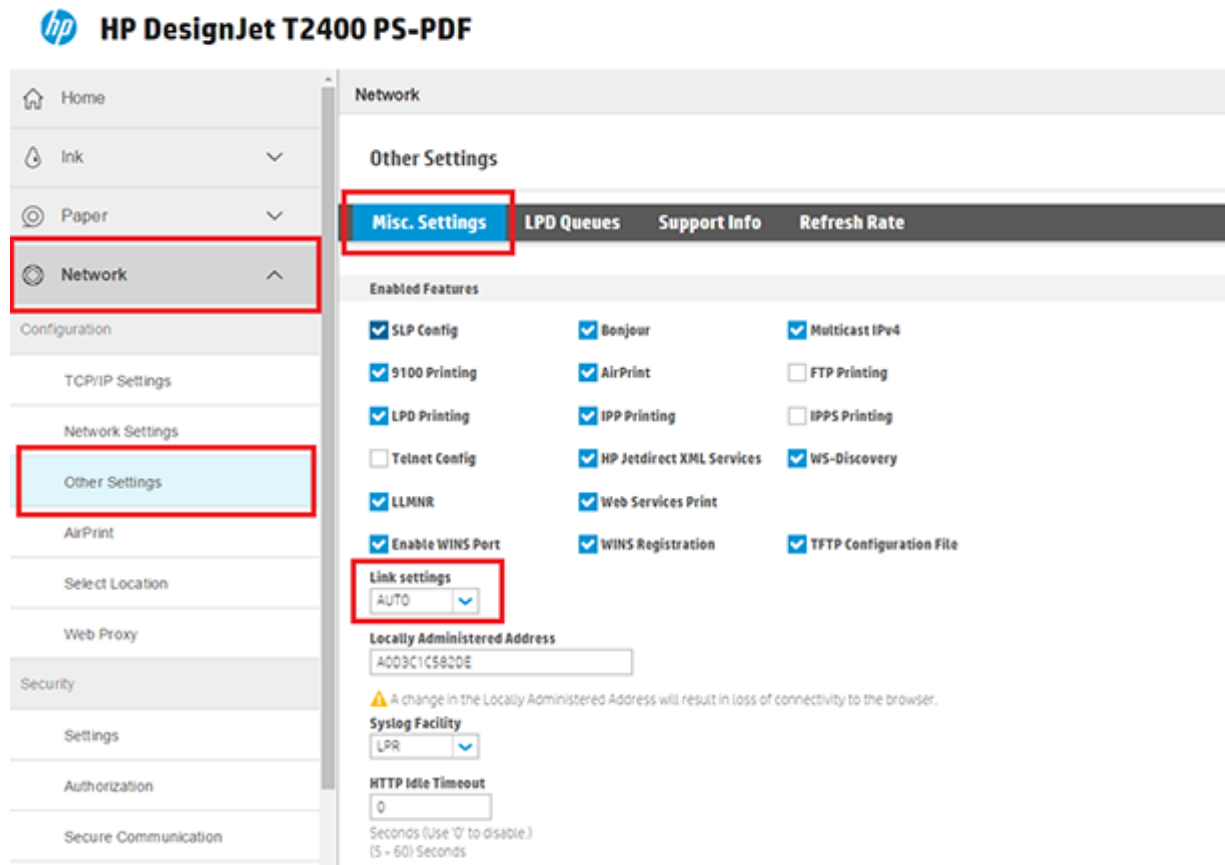 hp HP DesignJet T2400 PS-PDF
Home
Ink
Paper
Network
Configuration
TCP/IP Settings
Network Settings
Other Settings
AirPrint
Select Location
Web Proxy
Security
Settings
Authorization
Secure Communication
Network
Other Settings
Misc. Settings LPD Queues Support Info Refresh Rate
Enabled Features
SLP Config Bonjour Multicast IPv4
9100 Printing AirPrint FTP Printing
LPD Printing IPP Printing IPPS Printing
Telnet Config HP Jetdirect XML Services WS-Discovery
LLMNR Web Services Print
Enable WINS Port WINS Registration TFTP Configuration File
Link settings
AUTO
Locally Administered Address
A0D3C1C582DE
A change in the Locally Administered Address will result in loss of connectivity to the browser.
Syslog Facility
LPR
HTTP Idle Timeout
0
Seconds (Use '0' to disable.)
(5 - 60) Seconds